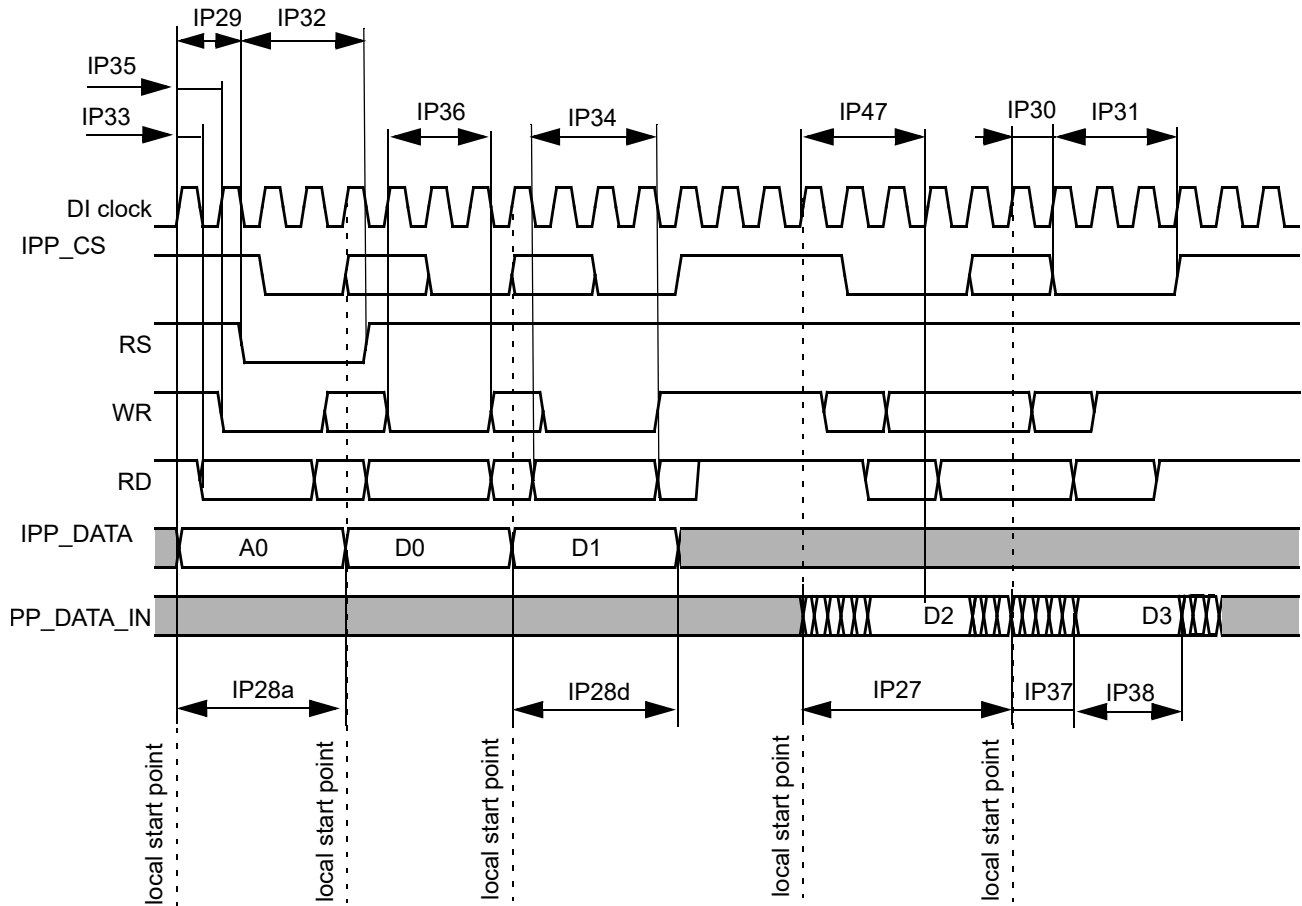 IP29
IP32
IP35
IP33
IP36
IP34
IP47
IP30
IP31
DI clock
IPP_CS
RS
WR
RD
IPP_DATA
A0
D0
D1
PP_DATA_IN
D2
D3
IP28a
IP28d
IP27
IP37
IP38
local start point
local start point
local start point
local start point
local start point